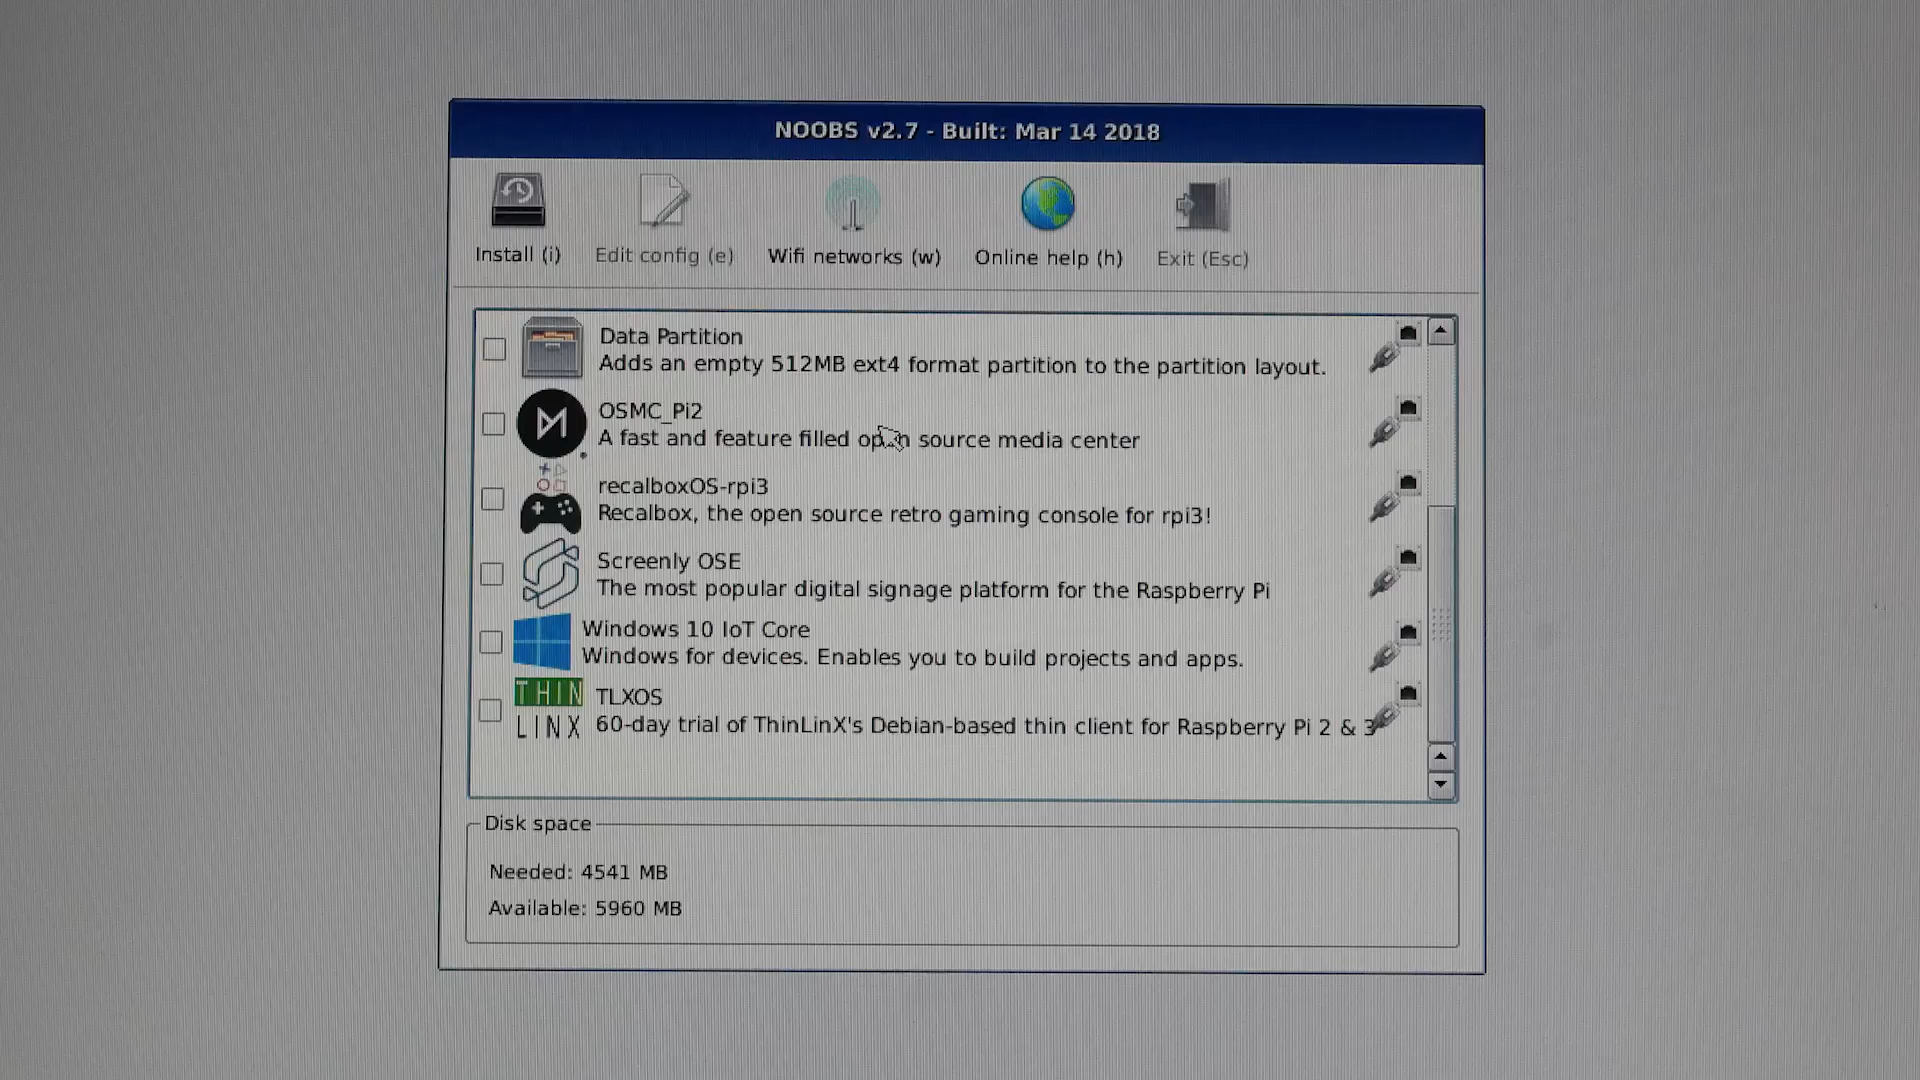 NOOBS v2.7 - Built: Mar 14 2018
Install (i)
Edit config (e)
Wifi networks (w)
Online help (h)
Exit (Esc)
Data Partition
Adds an empty 512MB ext4 format partition to the partition layout.
OSMC_Pi2
A fast and feature filled open source media center
recalboxOS-rpi3
Recalbox, the open source retro gaming console for rpi3!
Screenly OSE
The most popular digital signage platform for the Raspberry Pi
Windows 10 IoT Core
Windows for devices. Enables you to build projects and apps.
THIN
LINX
TLXOS
60-day trial of ThinLinX's Debian-based thin client for Raspberry Pi 2 & 3
Disk space
Needed: 4541 MB
Available: 5960 MB